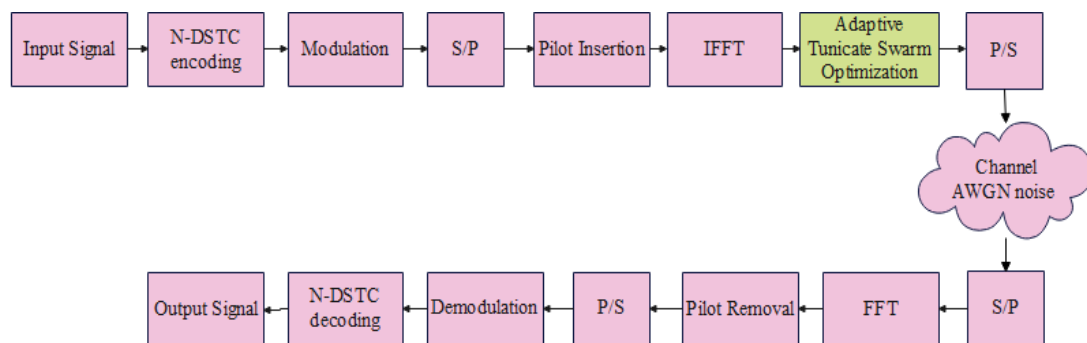 Input Signal
N-DSTC
encoding
Modulation
S/P
Pilot Insertion
IFFT
Adaptive
Tunicate Swarm
Optimization
P/S
Channel
AWGN noise
S/P
FFT
Pilot Removal
P/S
Demodulation
N-DSTC
decoding
Output Signal